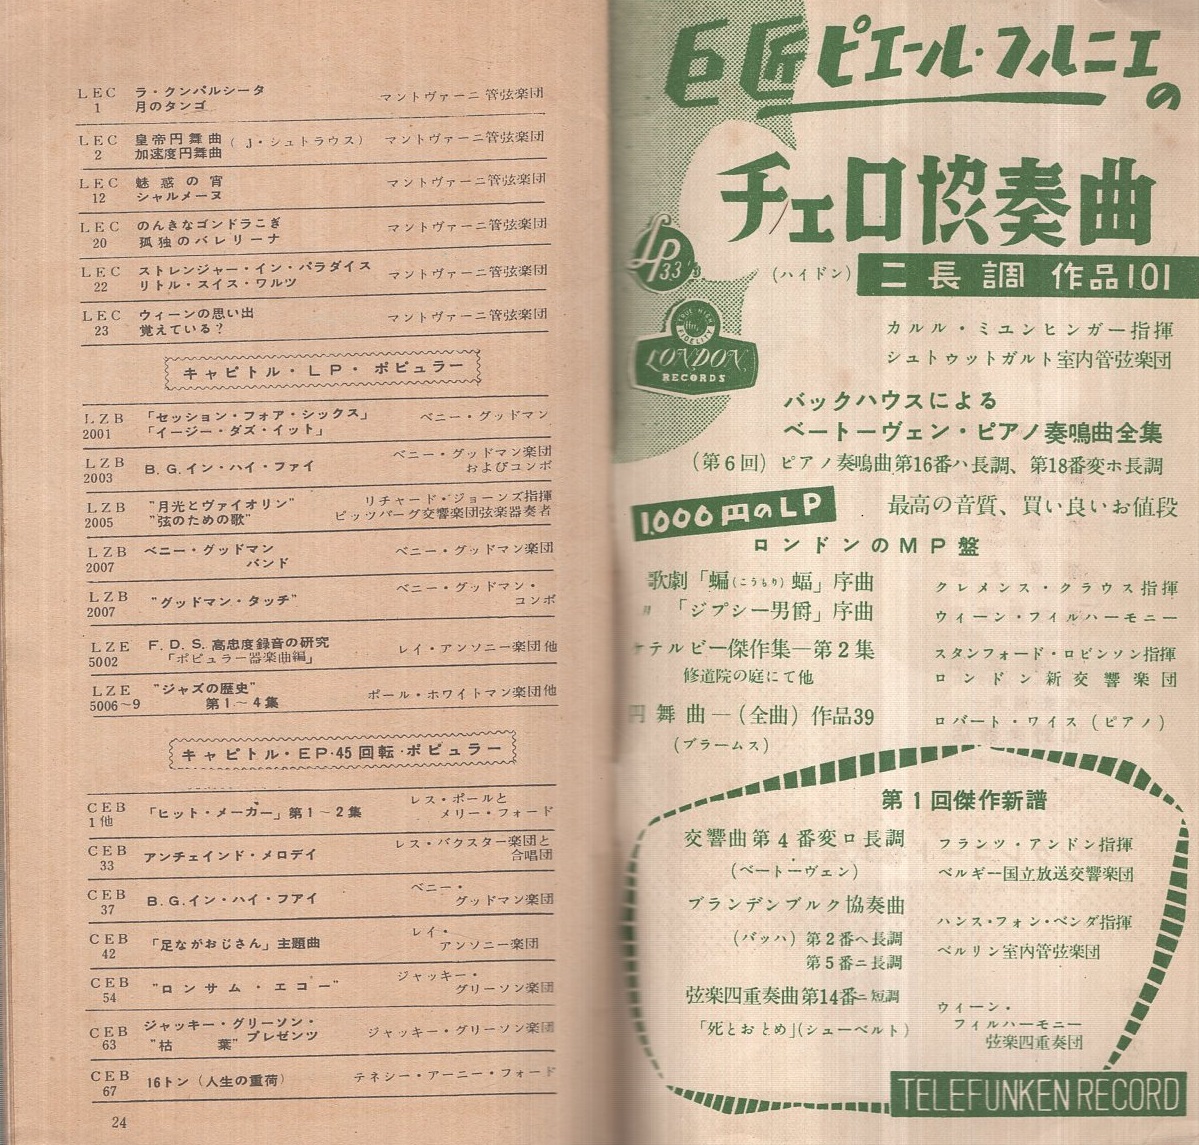 LEC 1 ラ・クンパルシータ マントヴァーニ管弦楽団
月のタンゴ
LEC 2 皇帝円舞曲 (J・シュトラウス) マントヴァーニ管弦楽団
加速度円舞曲
LEC 12 魅惑の宵 マントヴァーニ管弦楽団
シャルメーヌ
LEC 20 のんきなゴンドラこぎ マントヴァーニ管弦楽団
孤独のバレリーナ
LEC 22 ストレンジャー・イン・パラダイス マントヴァーニ管弦楽団
リトル・スイス・ワルツ
LEC 23 ウィーンの思い出 マントヴァーニ管弦楽団
覚えている?
キャピトル・LP・ポピュラー
LZB 2001 「セッション・フォア・シックス」 ベニー・グッドマン
「イージー・ダズ・イット」
LZB 2003 B.G.イン・ハイ・ファイ ベニー・グッドマン楽団
およびコンボ
LZB 2005 "月光とヴァイオリン" リチャード・ジョーンズ指揮
"弦のための歌" ピッツバーグ交響楽団弦楽器奏者
LZB 2007 ベニー・グッドマン ベニー・グッドマン楽団
バンド
LZB 2007 "グッドマン・タッチ" ベニー・グッドマン・
コンボ
LZE 5002 F.D.S.高忠度録音の研究 レイ・アンソニー楽団他
「ポピュラー器楽曲編」
LZE 5006～9 "ジャズの歴史" ポール・ホワイトマン楽団他
第1～4集
キャピトル・EP・45回転・ポピュラー
CEB 1他 「ヒット・メーカー」第1～2集 レス・ポールと
メリー・フォード
CEB 33 アンチェインド・メロデイ レス・バクスター楽団と
合唱団
CEB 37 B.G.イン・ハイ・フアイ ベニー・
グッドマン楽団
CEB 42 「足ながおじさん」主題曲 レイ・
アンソニー楽団
CEB 54 "ロンサム・エコー" ジャッキー・
グリーソン楽団
CEB 63 ジャッキー・グリーソン・ ジャッキー・グリーソン楽団
"枯葉" プレゼンツ
CEB 67 16トン(人生の重荷) テネシー・アーニー・フォード
24
巨匠ピエール・フルニエの
チェロ協奏曲
LP 33
(ハイドン) ニ長調 作品101
LONDON
RECORDS
カルル・ミュンヒンガー指揮
シュトゥットガルト室内管弦楽団
バックハウスによる
ベートーヴェン・ピアノ奏鳴曲全集
(第6回) ピアノ奏鳴曲第16番ハ長調、第18番変ホ長調
1,000円のLP 最高の音質、買い良いお値段
ロンドンのMP盤
歌劇「蝙(こうもり)蝠」序曲 クレメンス・クラウス指揮
〃 「ジプシー男爵」序曲 ウィーン・フィルハーモニー
ケテルビー傑作集―第2集 スタンフォード・ロビンソン指揮
修道院の庭にて他 ロンドン新交響楽団
円舞曲―(全曲) 作品39 ロバート・ワイス(ピアノ)
(ブラームス)
第1回傑作新譜
交響曲第4番変ロ長調 フランツ・アンドン指揮
(ベートーヴェン) ベルギー国立放送交響楽団
ブランデンブルク協奏曲 ハンス・フォン・ベンダ指揮
(バッハ) 第2番ヘ長調 ベルリン室内管弦楽団
第5番ニ長調
弦楽四重奏曲第14番ニ短調 ウィーン・
「死とおとめ」(シューベルト) フィルハーモニー
弦楽四重奏団
TELEFUNKEN RECORD